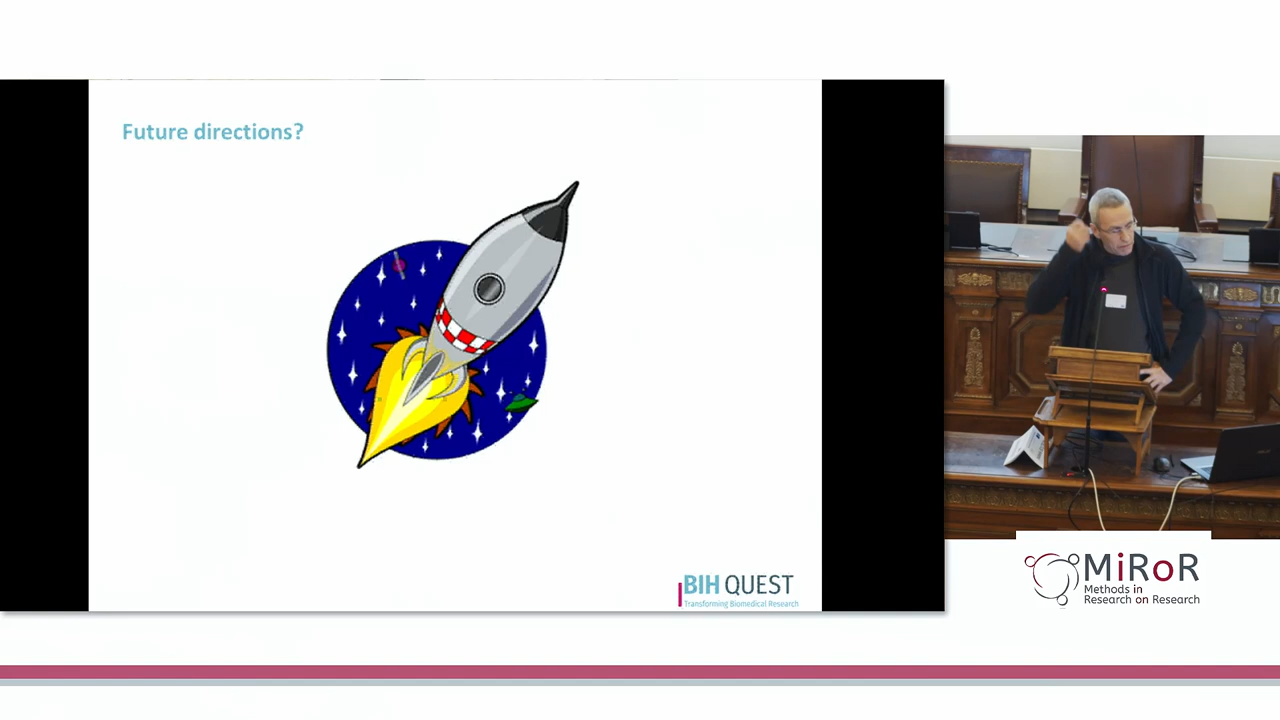 Future directions?
BIH QUEST
Transforming Biomedical Research
MiRoR
Methods in
Research on Research